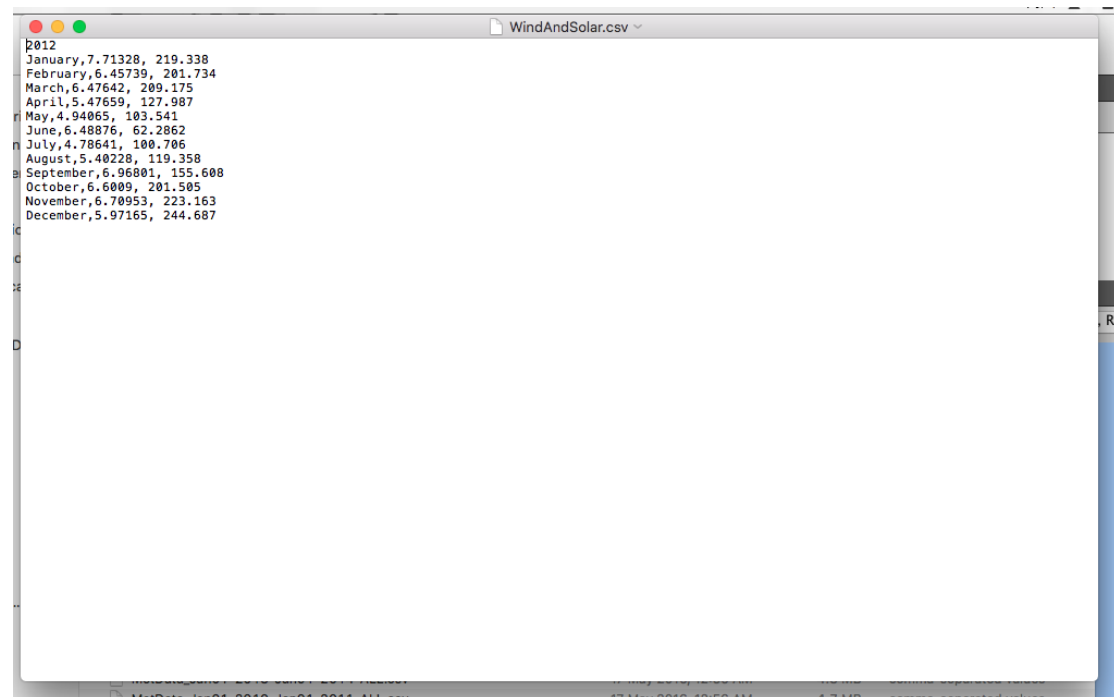 WindAndSolar.csv
2012
January,7.71328, 219.338
February,6.45739, 201.734
March,6.47642, 209.175
April,5.47659, 127.987
May,4.94065, 103.541
June,6.48876, 62.2862
July,4.78641, 100.706
August,5.40228, 119.358
September,6.96801, 155.608
October,6.6009, 201.505
November,6.70953, 223.163
December,5.97165, 244.687